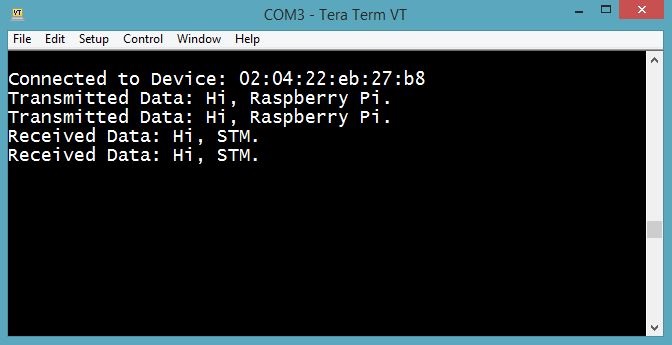 COM3 - Tera Term VT
File Edit Setup Control Window Help
Connected to Device: 02:04:22:eb:27:b8
Transmitted Data: Hi, Raspberry Pi.
Transmitted Data: Hi, Raspberry Pi.
Received Data: Hi, STM.
Received Data: Hi, STM.